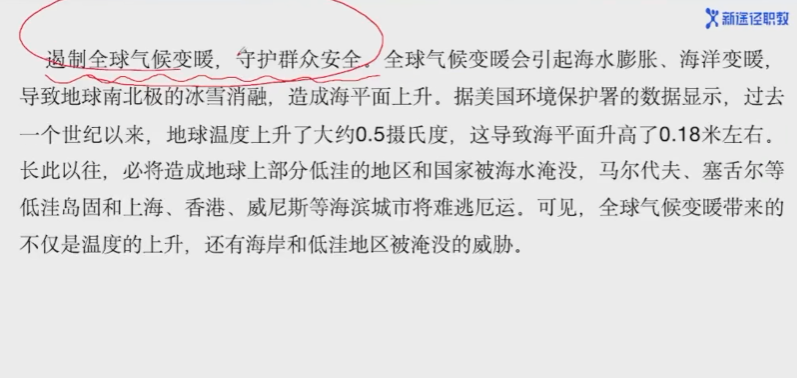 新途径职教
遏制全球气候变暖，守护群众安全。全球气候变暖会引起海水膨胀、海洋变暖，
导致地球南北极的冰雪消融，造成海平面上升。据美国环境保护署的数据显示，过去
一个世纪以来，地球温度上升了大约0.5摄氏度，这导致海平面升高了0.18米左右。
长此以往，必将造成地球上部分低洼的地区和国家被海水淹没，马尔代夫、塞舌尔等
低洼岛固和上海、香港、威尼斯等海滨城市将难逃厄运。可见，全球气候变暖带来的
不仅是温度的上升，还有海岸和低洼地区被淹没的威胁。